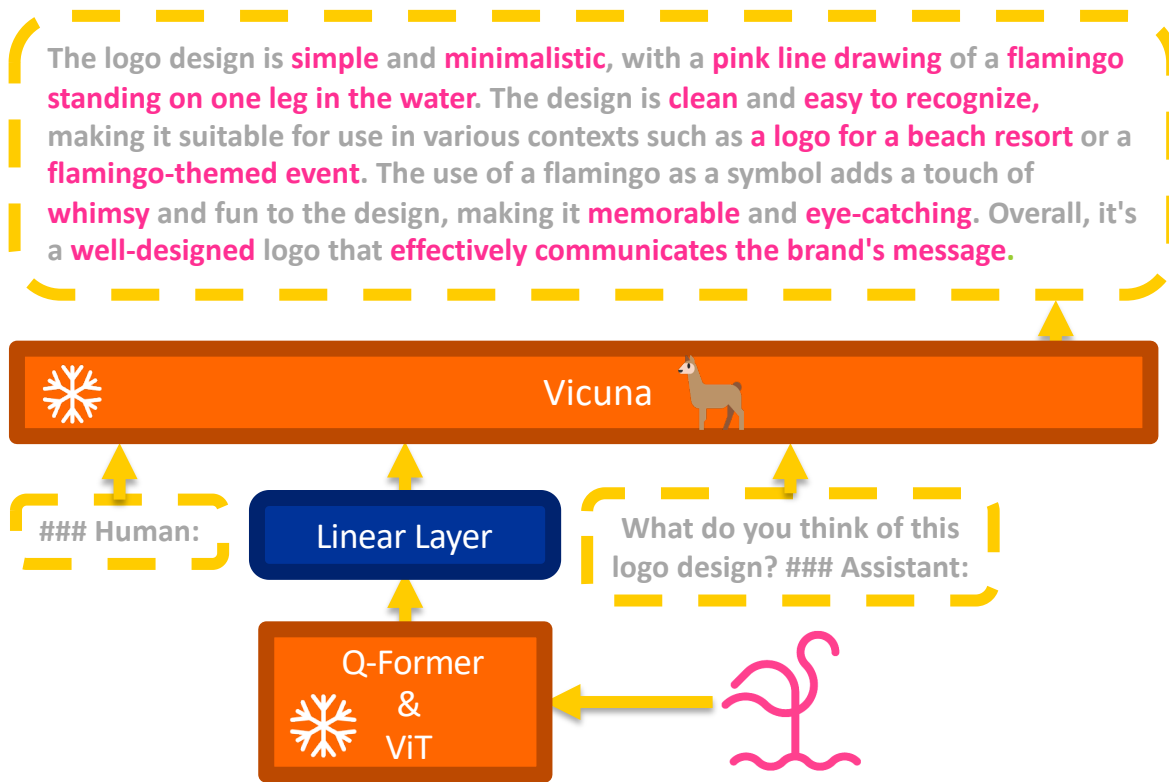 The logo design is simple and minimalistic, with a pink line drawing of a flamingo
standing on one leg in the water. The design is clean and easy to recognize,
making it suitable for use in various contexts such as a logo for a beach resort or a
flamingo-themed event. The use of a flamingo as a symbol adds a touch of
whimsy and fun to the design, making it memorable and eye-catching. Overall, it's
a well-designed logo that effectively communicates the brand's message.
Vicuna
### Human:
Linear Layer
What do you think of this
logo design? ### Assistant:
Q-Former
&
ViT